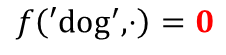 f('dog',·) = 0